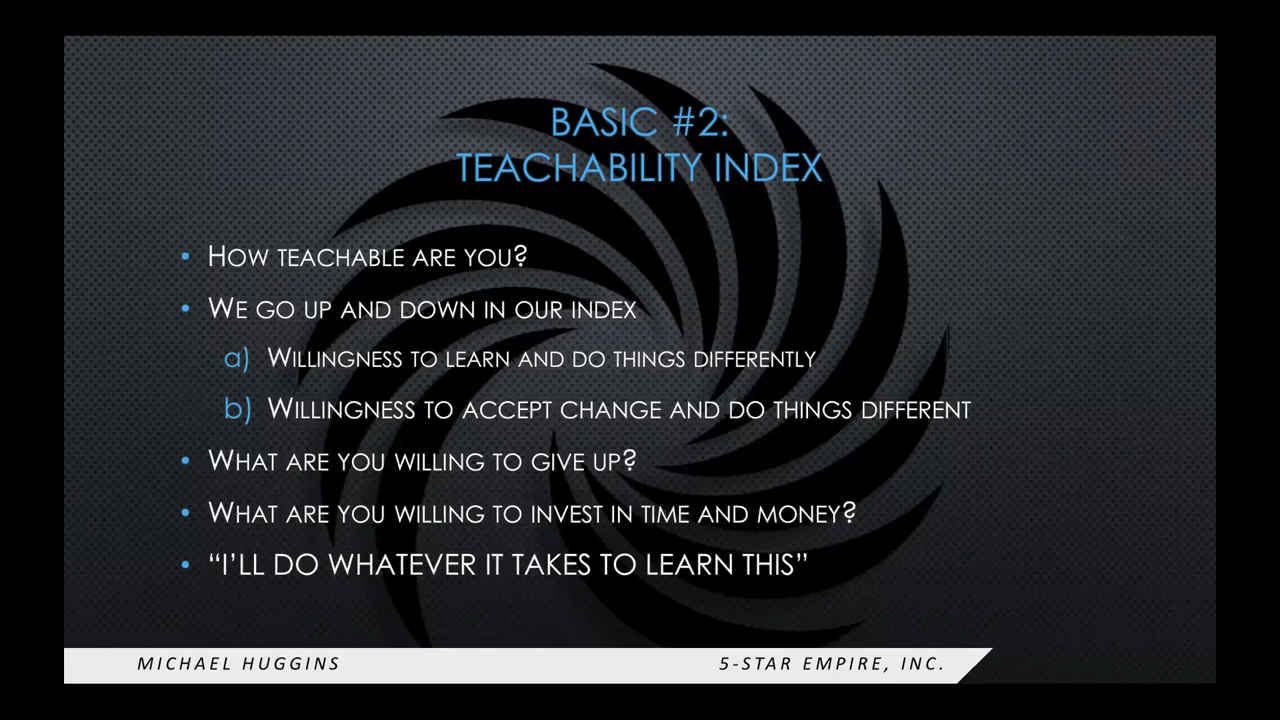 BASIC #2:
TEACHABILITY INDEX
• HOW TEACHABLE ARE YOU?
• WE GO UP AND DOWN IN OUR INDEX
a) WILLINGNESS TO LEARN AND DO THINGS DIFFERENTLY
b) WILLINGNESS TO ACCEPT CHANGE AND DO THINGS DIFFERENT
• WHAT ARE YOU WILLING TO GIVE UP?
• WHAT ARE YOU WILLING TO INVEST IN TIME AND MONEY?
• “I’LL DO WHATEVER IT TAKES TO LEARN THIS”
MICHAEL HUGGINS
5-STAR EMPIRE, INC.